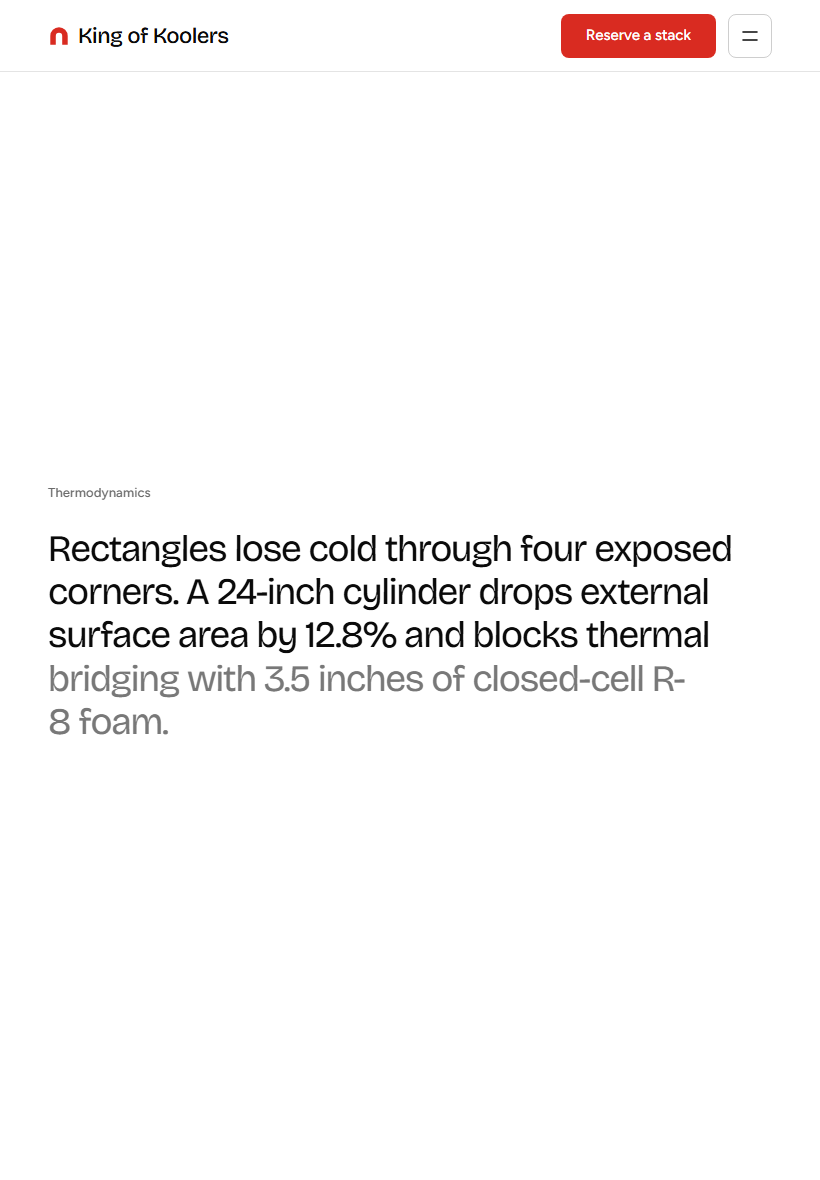 King of Koolers
Reserve a stack
Thermodynamics
Rectangles lose cold through four exposed
corners. A 24-inch cylinder drops external
surface area by 12.8% and blocks thermal
bridging with 3.5 inches of closed-cell R-
8 foam.